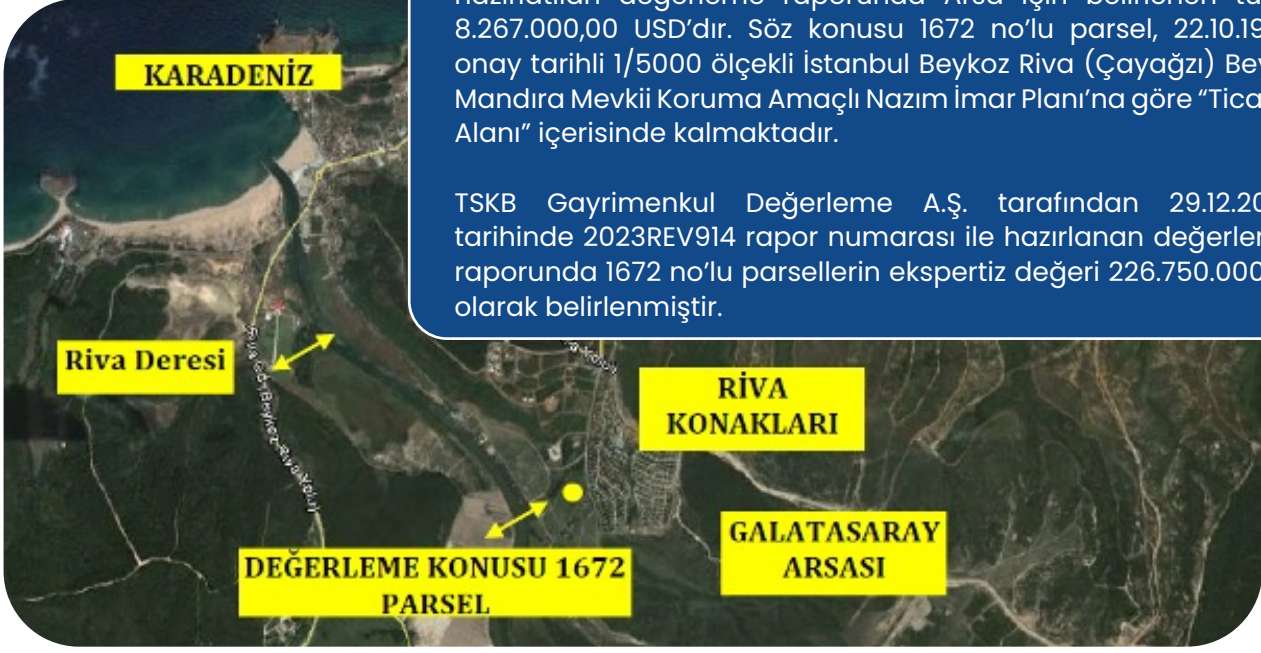 8.267.000,00 USD'dır. Söz konusu 1672 no'lu parsel, 22.10.19
onay tarihli 1/5000 ölçekli İstanbul Beykoz Riva (Çayağzı) Bey
Mandıra Mevkii Koruma Amaçlı Nazım İmar Planı'na göre “Tica
Alanı” içerisinde kalmaktadır.
TSKB Gayrimenkul Değerleme A.Ş. tarafından 29.12.20
tarihinde 2023REV914 rapor numarası ile hazırlanan değerler
raporunda 1672 no'lu parsellerin ekspertiz değeri 226.750.000
olarak belirlenmiştir.
KARADENİZ
Riva Deresi
RİVA
KONAKLARI
GALATASARAY
ARSASI
DEĞERLEME KONUSU 1672
PARSEL